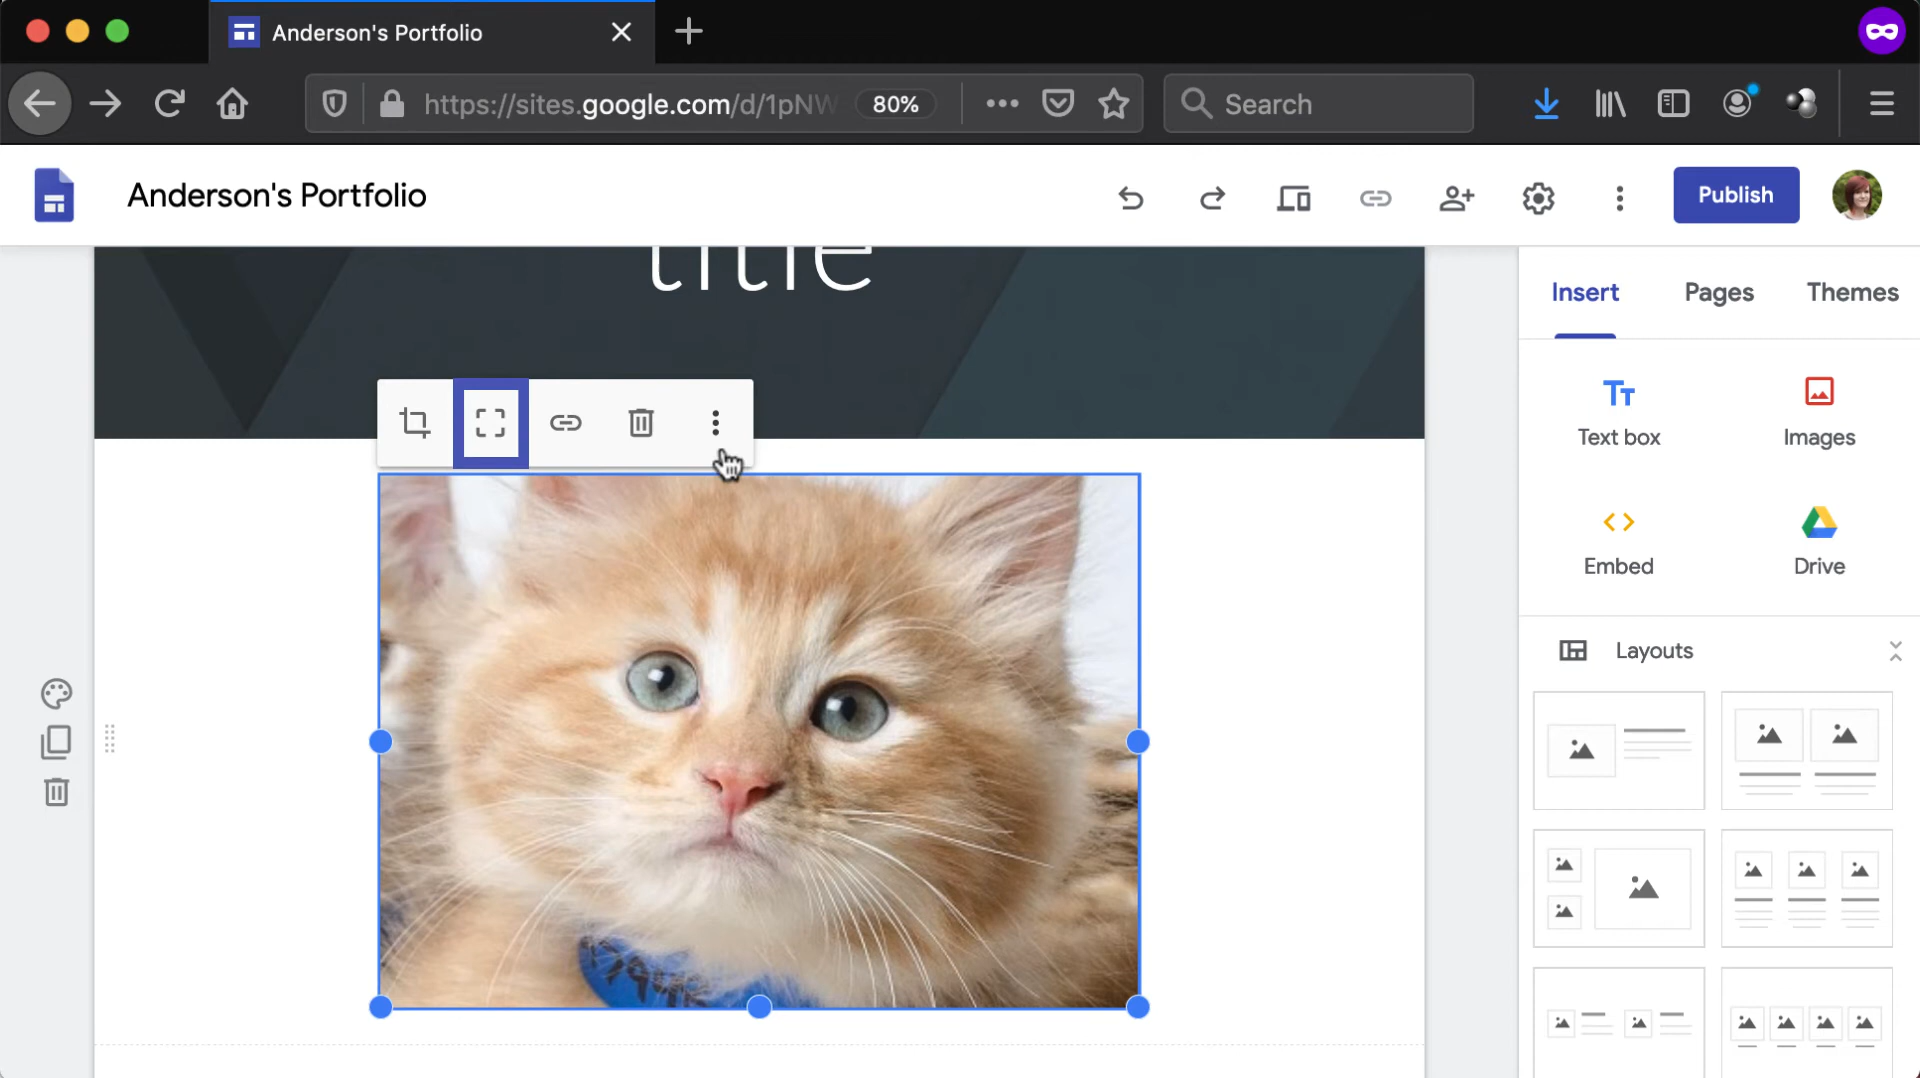 Anderson's Portfolio
https://sites.google.com/d/1pNW
80%
Search
Anderson's Portfolio
Publish
title
Insert
Pages
Themes
Text box
Images
Embed
Drive
Layouts